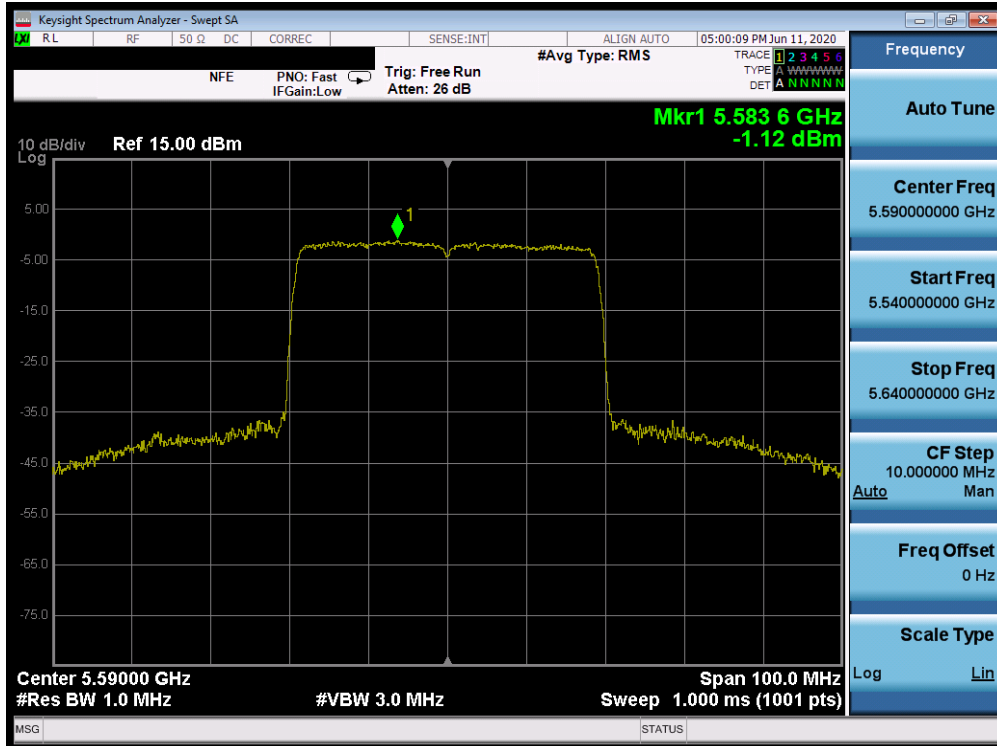 Keysight Spectrum Analyzer - Swept SA
LXI RL RF 50 Ω DC CORREC SENSE:INT ALIGN AUTO 05:00:09 PM Jun 11, 2020
#Avg Type: RMS TRACE 1 2 3 4 5 6
NFE PNO: Fast Trig: Free Run TYPE A WWWWW
IFGain:Low Atten: 26 dB DET A N N N N N
Mkr1 5.583 6 GHz
-1.12 dBm
10 dB/div Ref 15.00 dBm
Log
1
5.00
-5.00
-15.0
-25.0
-35.0
-45.0
-55.0
-65.0
-75.0
Center 5.59000 GHz Span 100.0 MHz
#Res BW 1.0 MHz #VBW 3.0 MHz Sweep 1.000 ms (1001 pts)
MSG STATUS
Frequency
Auto Tune
Center Freq
5.590000000 GHz
Start Freq
5.540000000 GHz
Stop Freq
5.640000000 GHz
CF Step
10.000000 MHz
Auto Man
Freq Offset
0 Hz
Scale Type
Log Lin